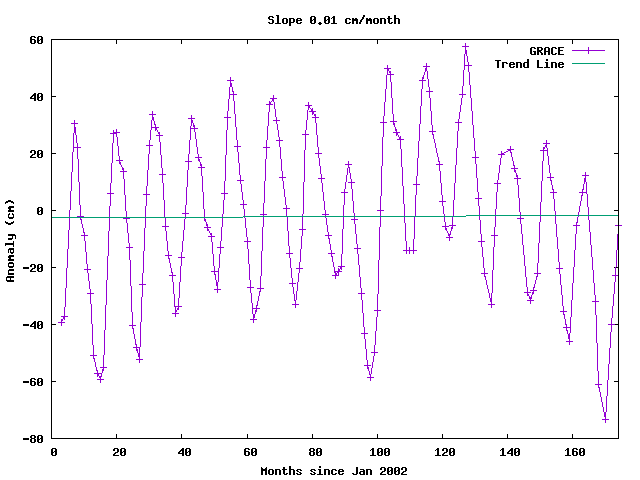 Slope 0.01 cm/month
GRACE
Trend Line
60
40
20
0
-20
-40
-60
-80
Anomaly (cm)
0 20 40 60 80 100 120 140 160
Months since Jan 2002